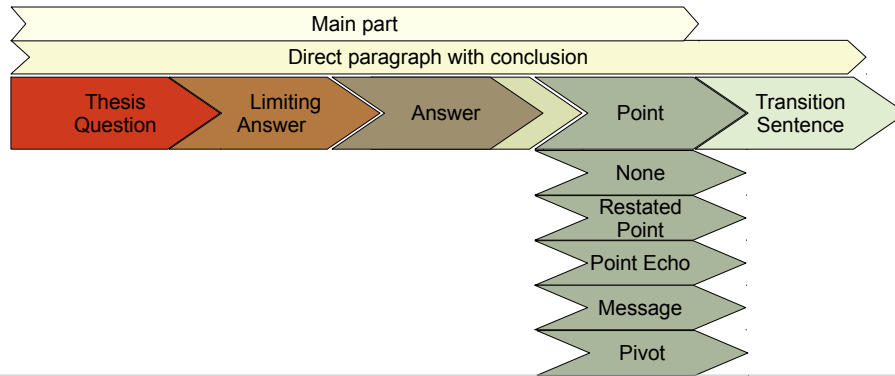 Main part
Direct paragraph with conclusion
Thesis
Question
Limiting
Answer
Answer
Point
Transition
Sentence
None
Restated
Point
Point Echo
Message
Pivot